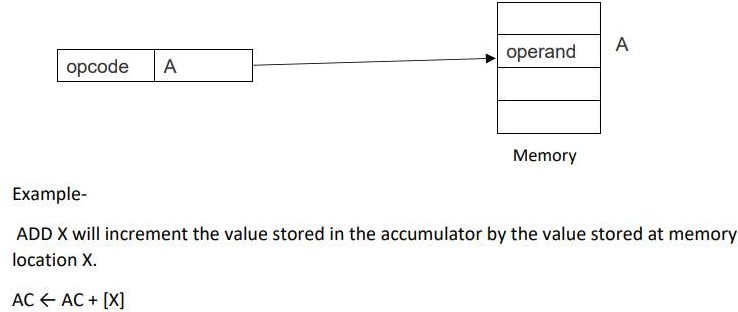 opcode A operand A
Memory
Example-
ADD X will increment the value stored in the accumulator by the value stored at memory
location X.
AC ← AC + [X]